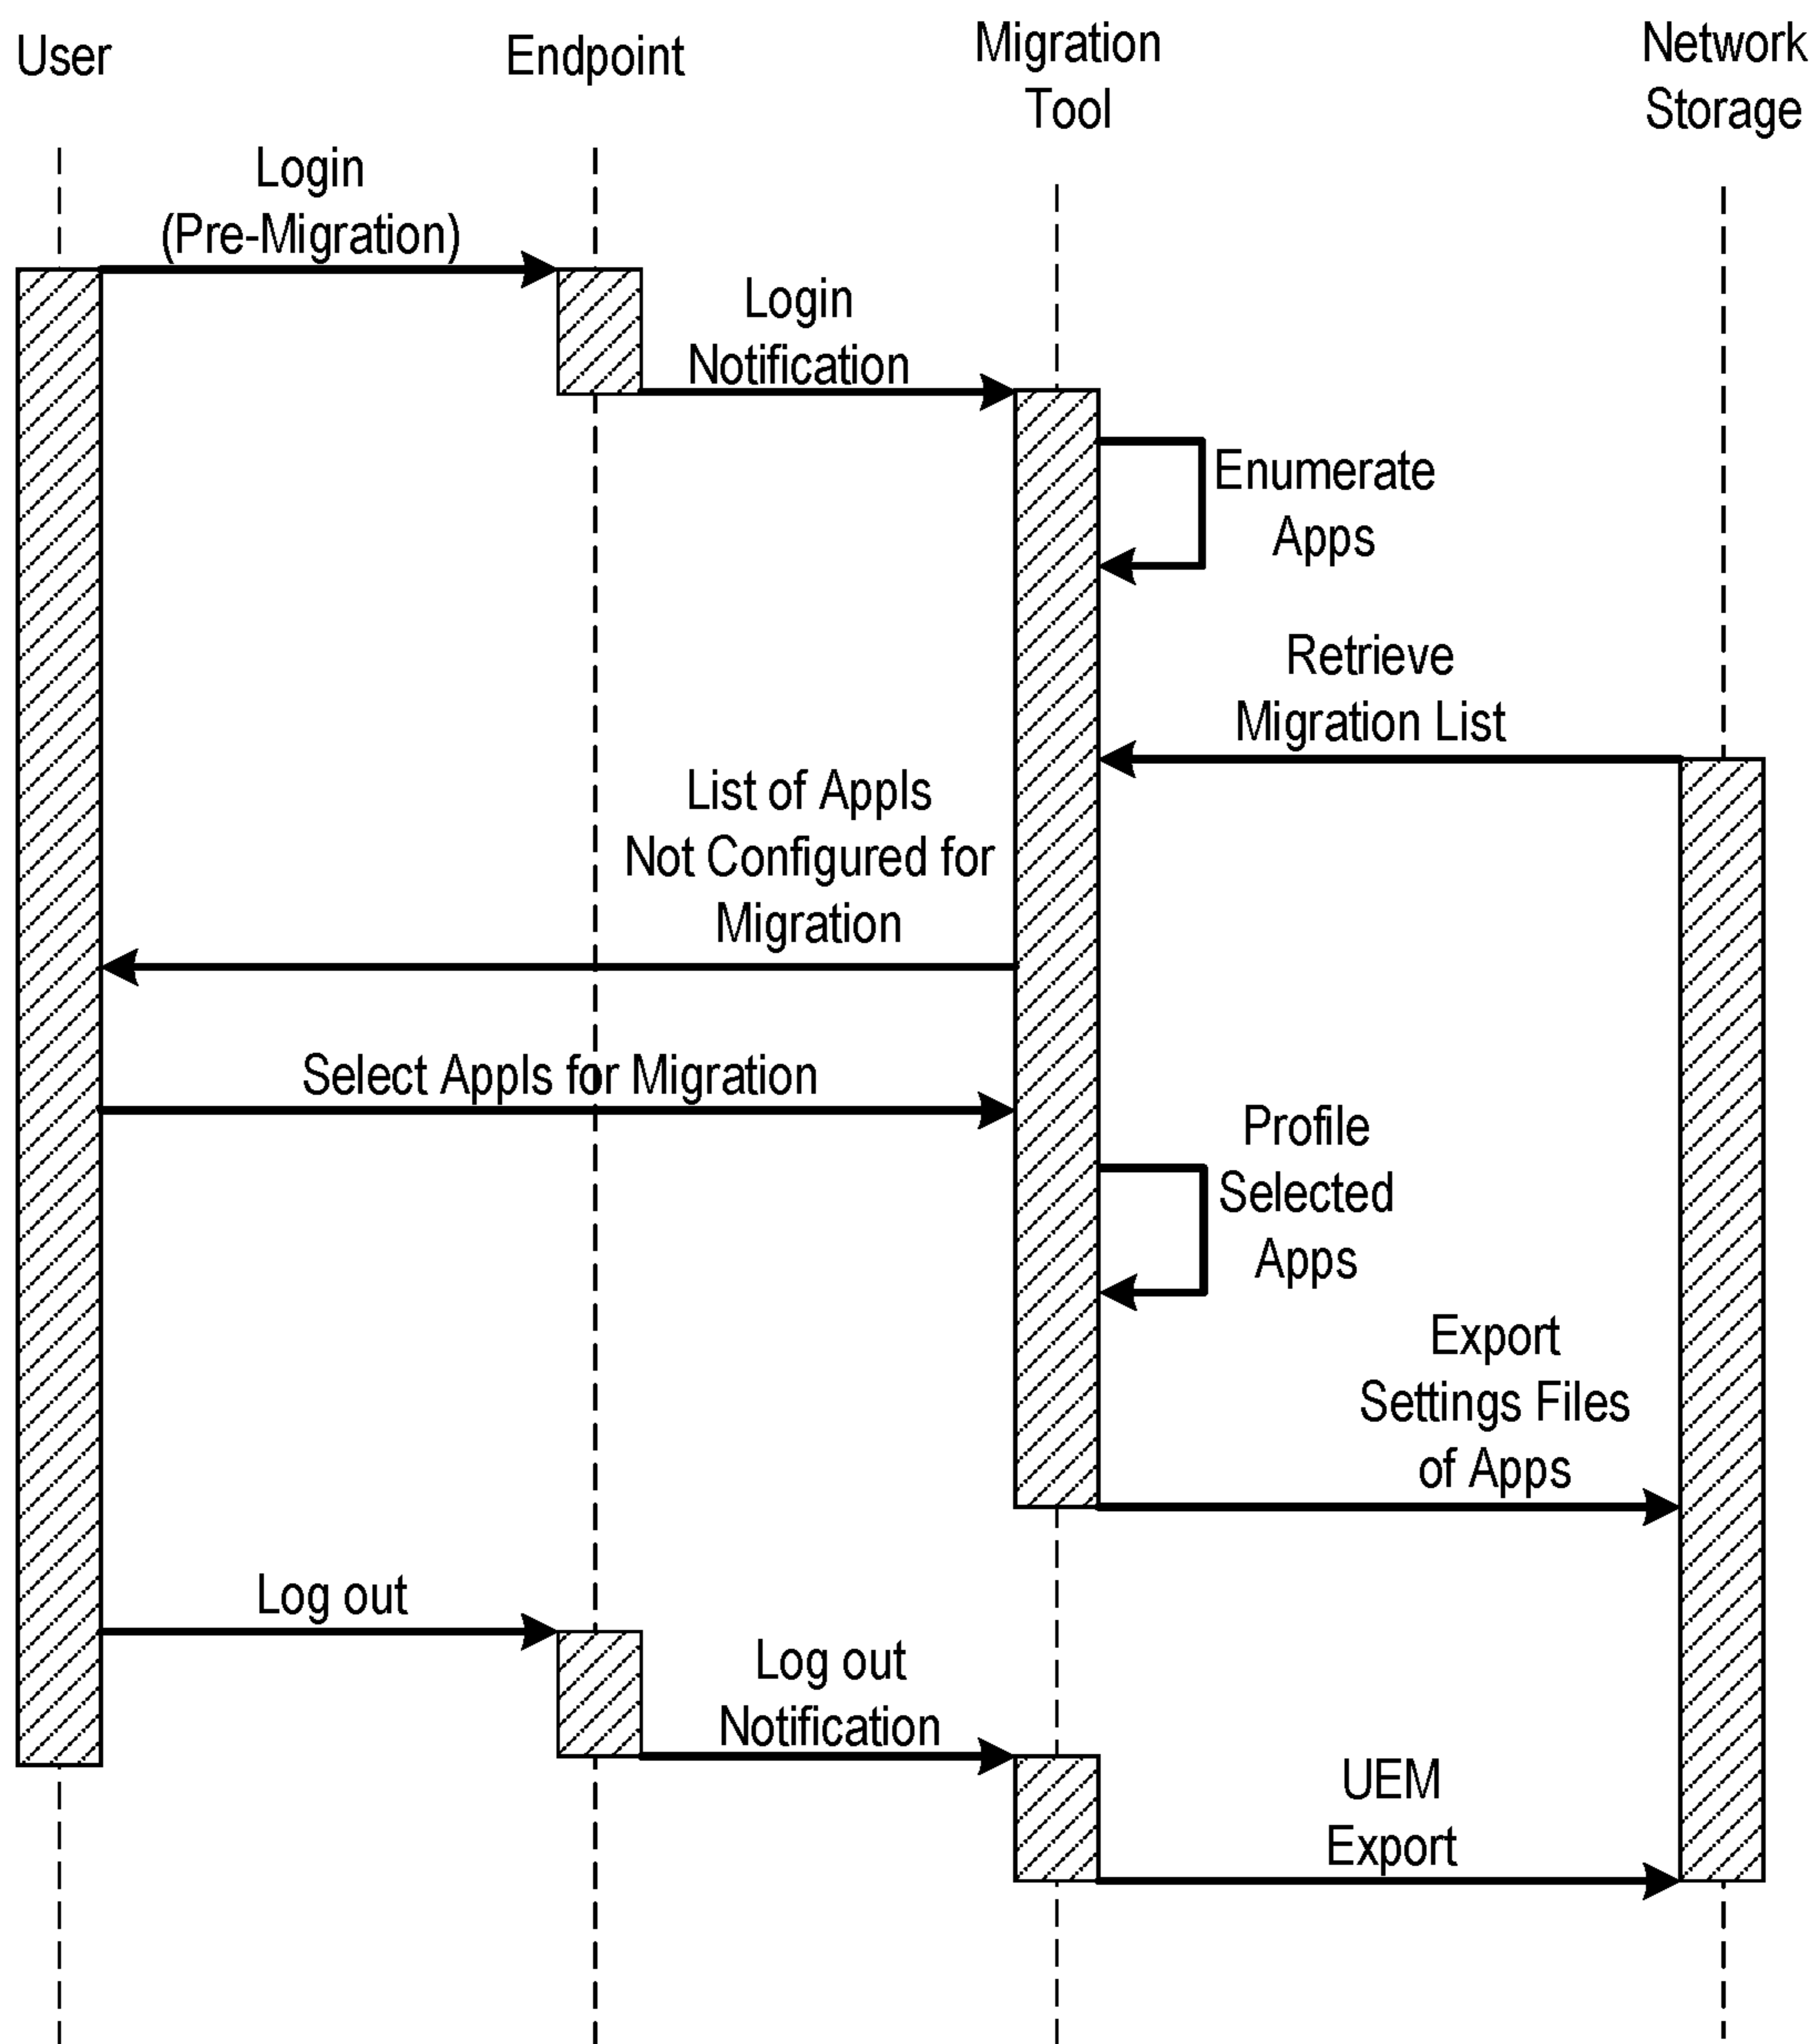 User
Endpoint
Migration
Tool
Network
Storage
Login
(Pre-Migration)
Login
Notification
Enumerate
Apps
Retrieve
Migration List
List of Appls
Not Configured for
Migration
Select Appls for Migration
Profile
Selected
Apps
Export
Settings Files
of Apps
Log out
Log out
Notification
UEM
Export